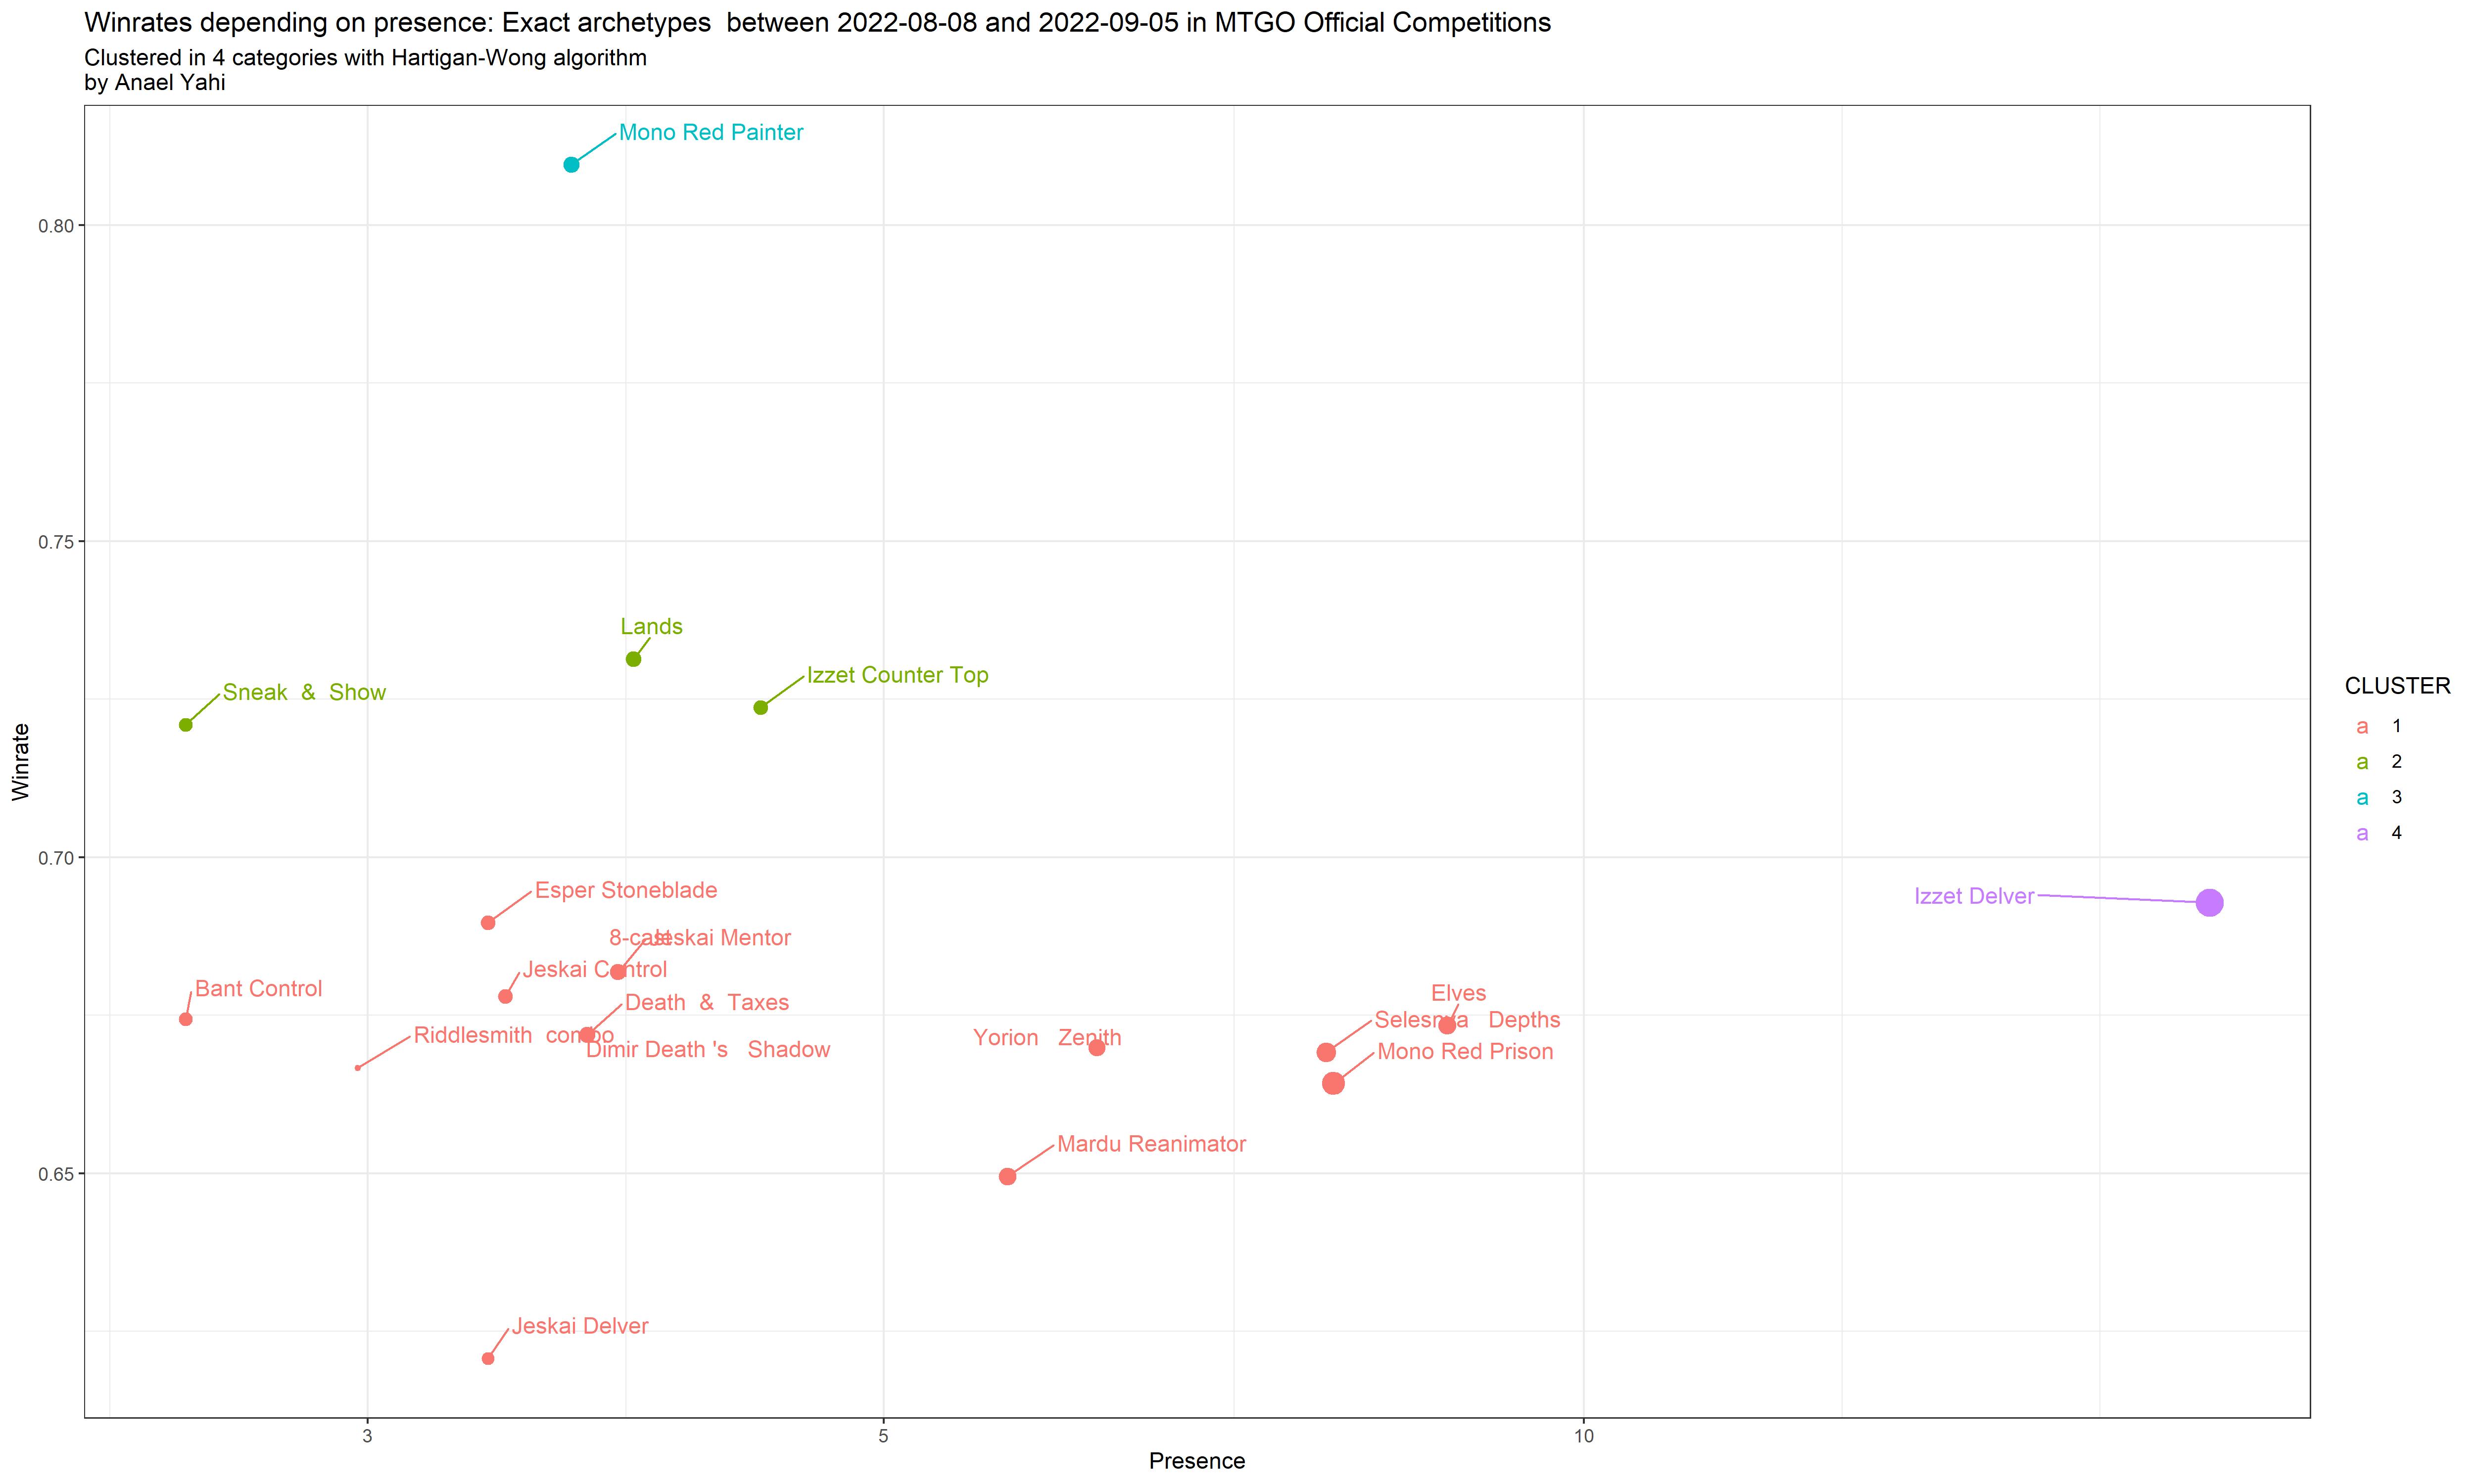 Winrates depending on presence: Exact archetypes  between 2022-08-08 and 2022-09-05 in MTGO Official Competitions
Clustered in 4 categories with Hartigan-Wong algorithm
by Anael Yahi
Mono Red Painter
0.80
0.75
Lands
Izzet Counter Top
Sneak  &  Show
Winrate
CLUSTER
a 1
a 2
a 3
a 4
0.70
Esper Stoneblade
Izzet Delver
8-cast
Jeskai Mentor
Jeskai Control
Bant Control
Death  &  Taxes
Elves
Selesnya   Depths
Riddlesmith  combo
Yorion   Zenith
Dimir Death 's   Shadow
Mono Red Prison
Mardu Reanimator
0.65
Jeskai Delver
3
5
10
Presence